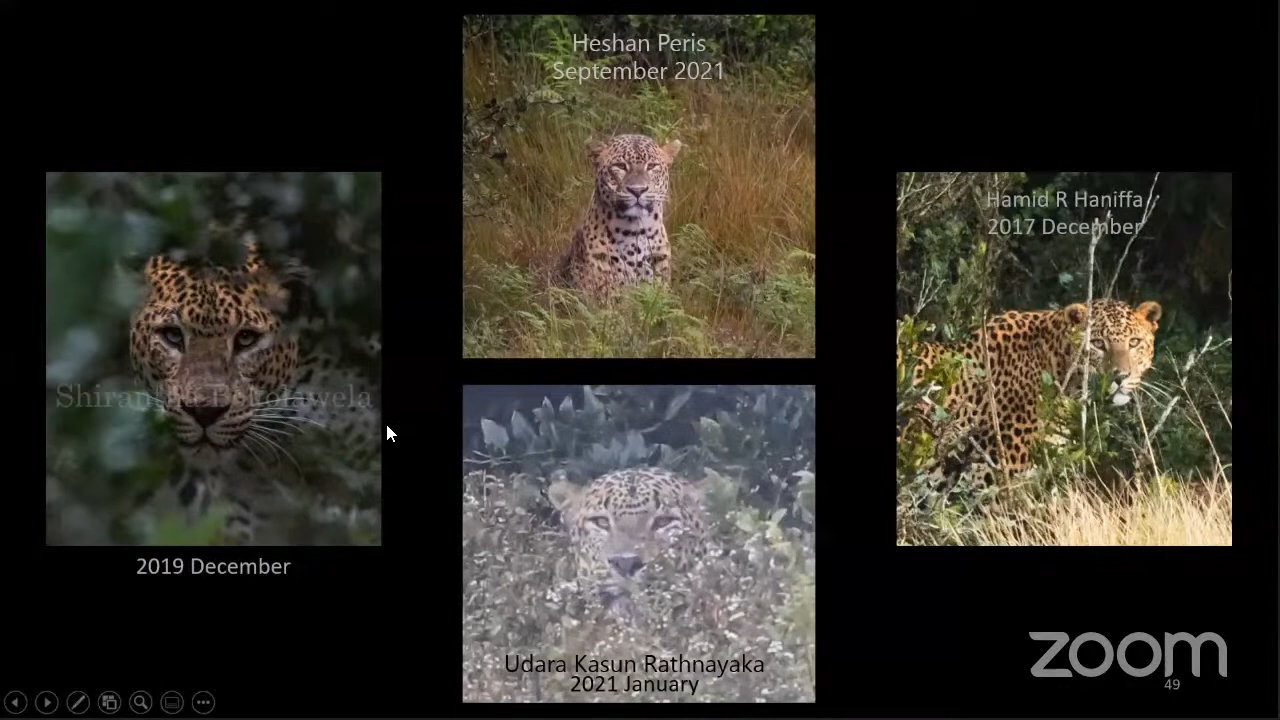 Heshan Peris
September 2021
Hamid R Haniffa
2017 December
2019 December
Udara Kasun Rathnayaka
2021 January
zoom
49